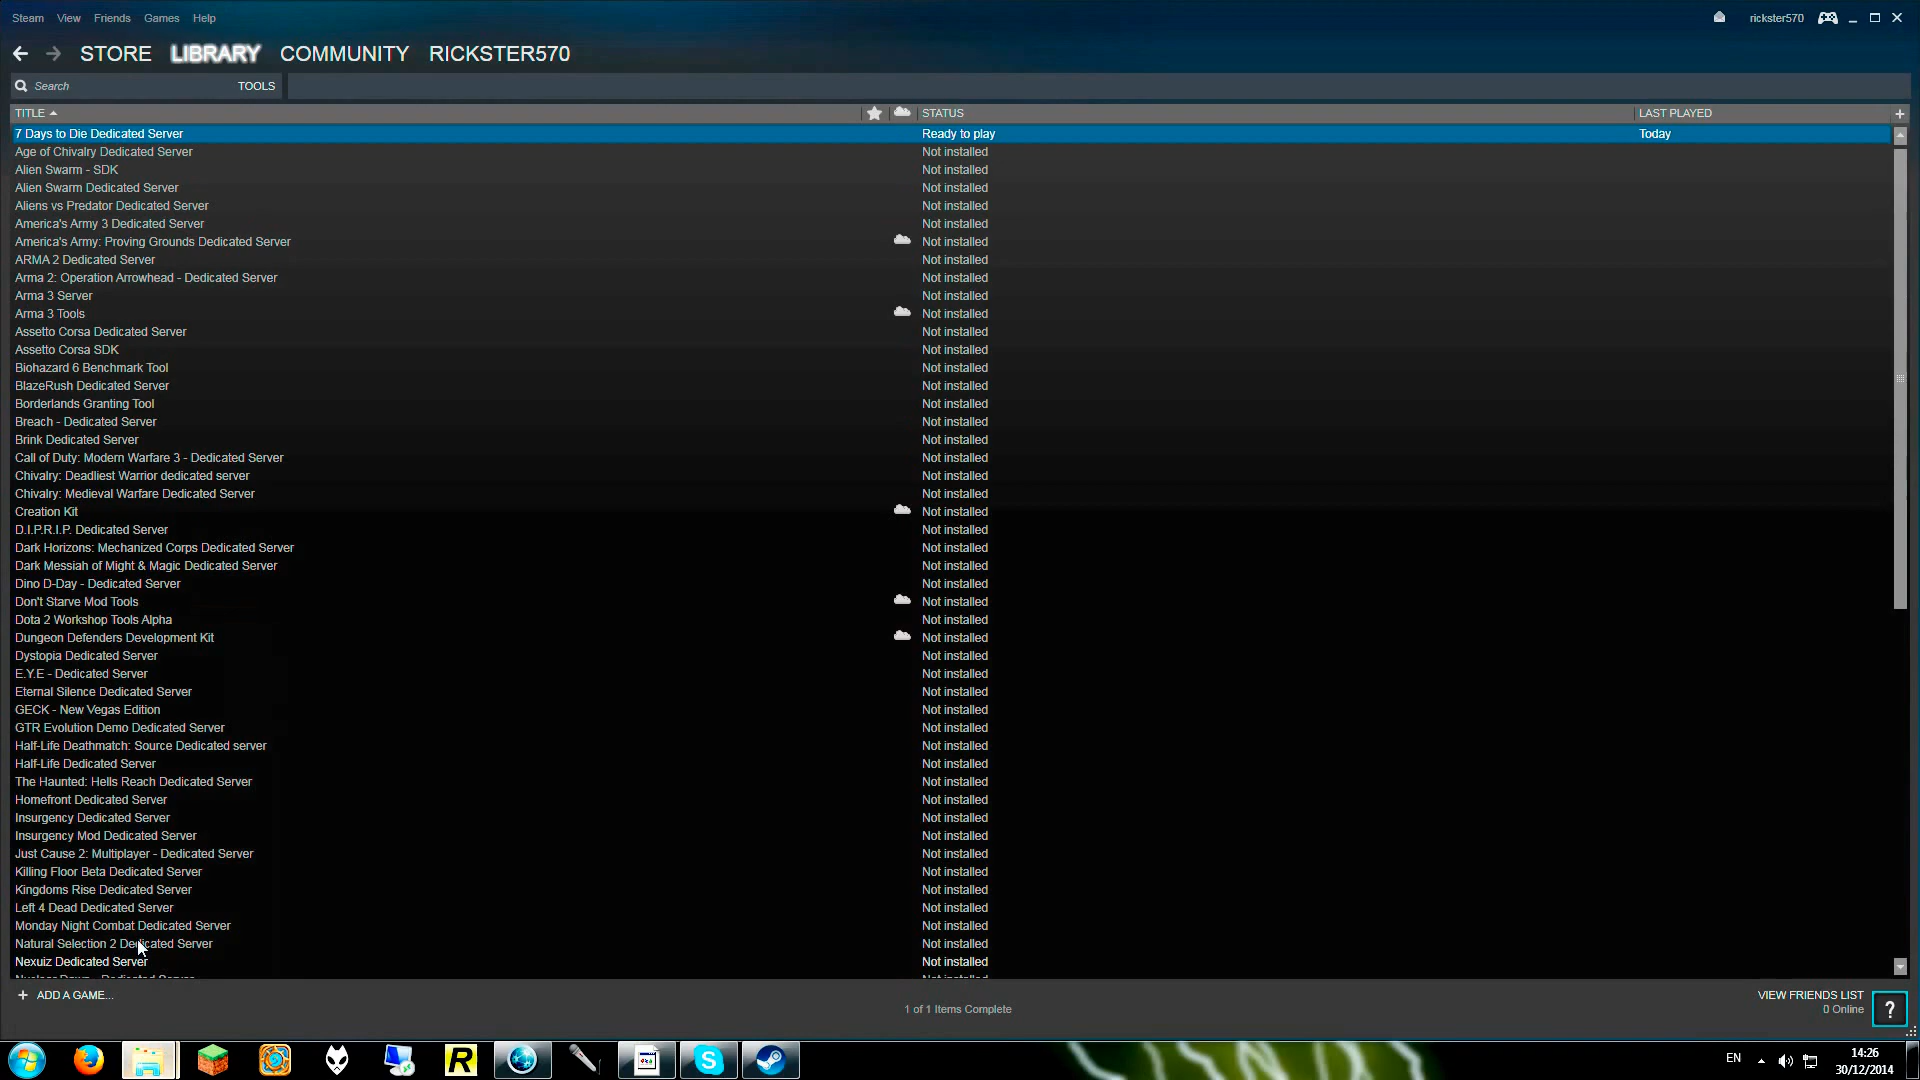 Steam View Friends Games Help rickster570
STORE LIBRARY COMMUNITY RICKSTER570
Search TOOLS
TITLE STATUS LAST PLAYED
7 Days to Die Dedicated Server Ready to play Today
Age of Chivalry Dedicated Server Not installed
Alien Swarm - SDK Not installed
Alien Swarm Dedicated Server Not installed
Aliens vs Predator Dedicated Server Not installed
America's Army 3 Dedicated Server Not installed
America's Army: Proving Grounds Dedicated Server Not installed
ARMA 2 Dedicated Server Not installed
Arma 2: Operation Arrowhead - Dedicated Server Not installed
Arma 3 Server Not installed
Arma 3 Tools Not installed
Assetto Corsa Dedicated Server Not installed
Assetto Corsa SDK Not installed
Biohazard 6 Benchmark Tool Not installed
BlazeRush Dedicated Server Not installed
Borderlands Granting Tool Not installed
Breach - Dedicated Server Not installed
Brink Dedicated Server Not installed
Call of Duty: Modern Warfare 3 - Dedicated Server Not installed
Chivalry: Deadliest Warrior dedicated server Not installed
Chivalry: Medieval Warfare Dedicated Server Not installed
Creation Kit Not installed
D.I.P.R.I.P. Dedicated Server Not installed
Dark Horizons: Mechanized Corps Dedicated Server Not installed
Dark Messiah of Might & Magic Dedicated Server Not installed
Dino D-Day - Dedicated Server Not installed
Don't Starve Mod Tools Not installed
Dota 2 Workshop Tools Alpha Not installed
Dungeon Defenders Development Kit Not installed
Dystopia Dedicated Server Not installed
E.Y.E - Dedicated Server Not installed
Eternal Silence Dedicated Server Not installed
GECK - New Vegas Edition Not installed
GTR Evolution Demo Dedicated Server Not installed
Half-Life Deathmatch: Source Dedicated server Not installed
Half-Life Dedicated Server Not installed
The Haunted: Hells Reach Dedicated Server Not installed
Homefront Dedicated Server Not installed
Insurgency Dedicated Server Not installed
Insurgency Mod Dedicated Server Not installed
Just Cause 2: Multiplayer - Dedicated Server Not installed
Killing Floor Beta Dedicated Server Not installed
Kingdoms Rise Dedicated Server Not installed
Left 4 Dead Dedicated Server Not installed
Monday Night Combat Dedicated Server Not installed
Natural Selection 2 Dedicated Server Not installed
Nexuiz Dedicated Server Not installed
+ ADD A GAME... VIEW FRIENDS LIST
1 of 1 Items Complete 0 Online ?
R S EN 14:26
30/12/2014